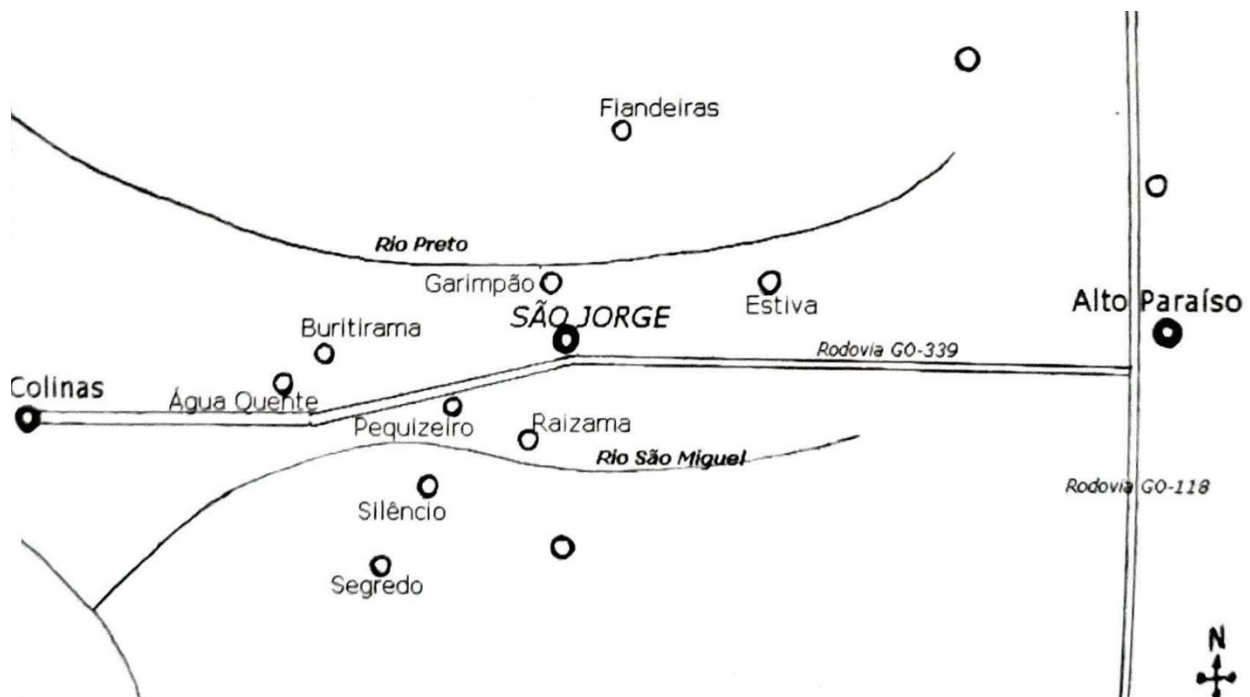 Fiandeiras
Rio Preto
Garimpão
SÃO JORGE
Estiva
Alto Paraíso
Buritirama
Rodovia GO-339
Colinas
Água Quente
Pequizeiro
Raizama
Rio São Miguel
Rodovia GO-118
Silêncio
Segredo
N